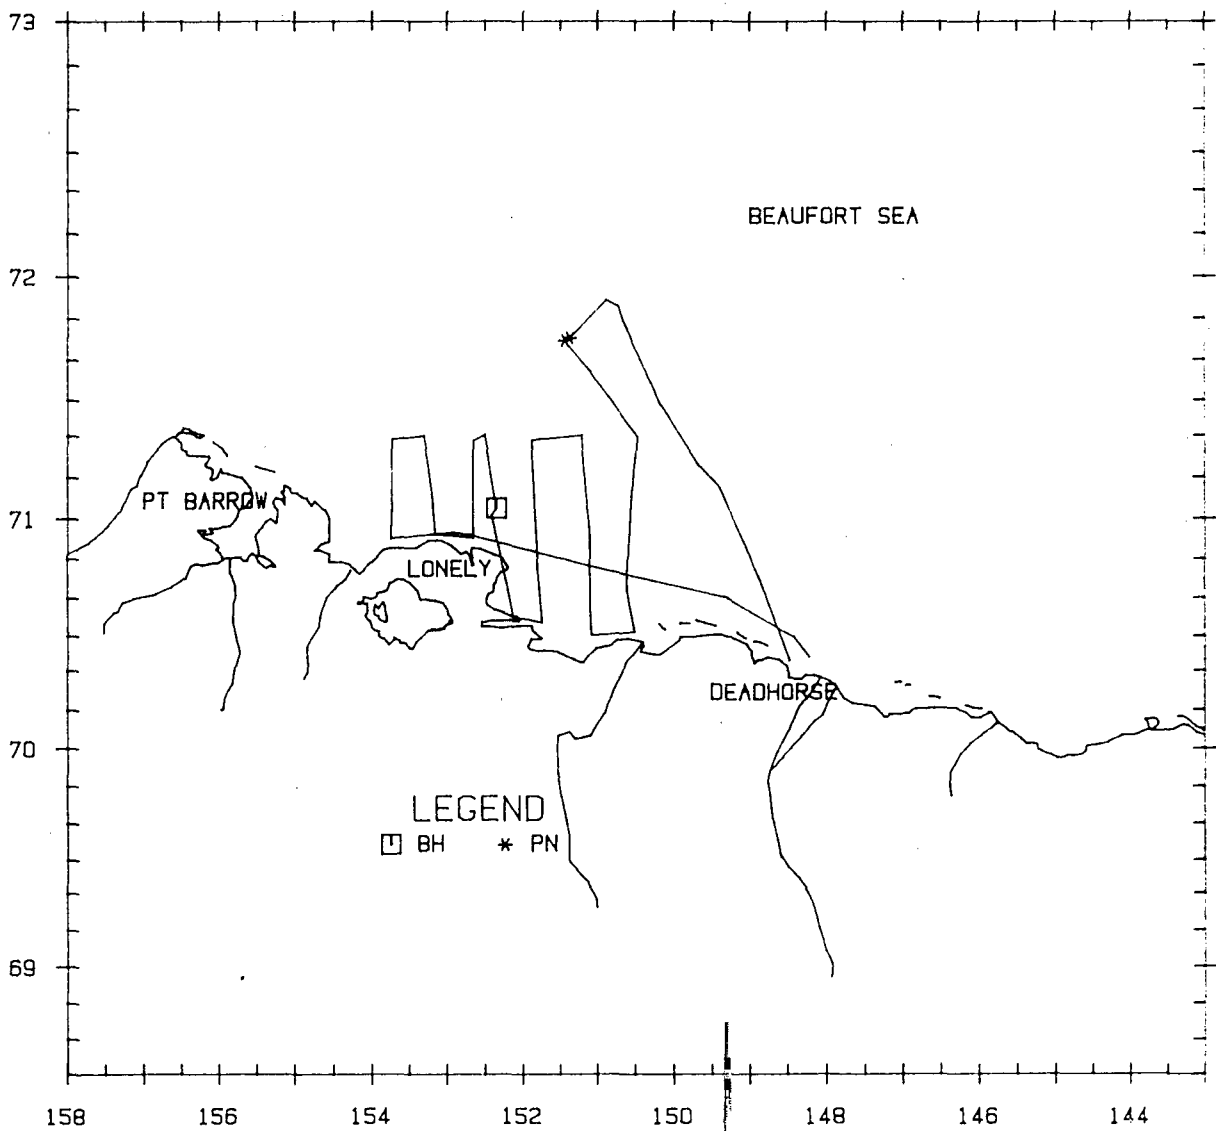 73
BEAUFORT SEA
72
PT BARROW
71
LONELY
DEADHORSE
70
LEGEND
BH PN
69
158 156 154 152 150 148 146 144